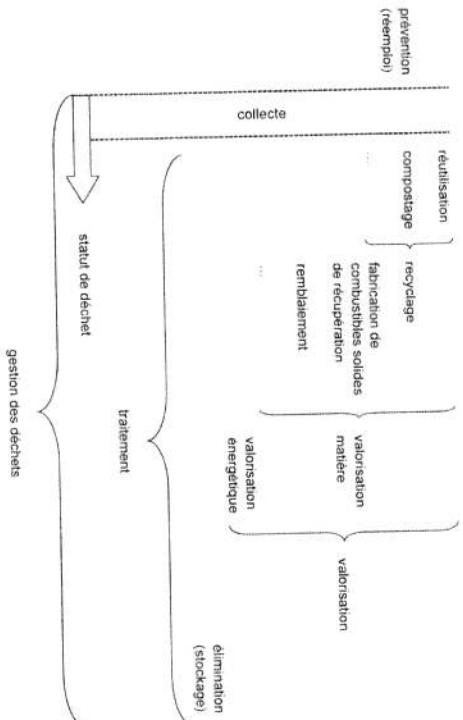 prévention
(réemploi)
collecte
réutilisation
compostage
...
recyclage
fabrication de
combustibles solides
de récupération
remblaiement
...
valorisation
matière
valorisation
énergétique
valorisation
élimination
(stockage)
traitement
statut de déchet
gestion des déchets